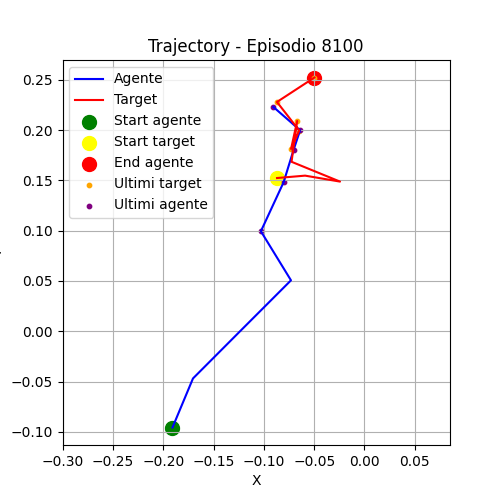 Trajectory - Episodio 8100
Agente
Target
Start agente
Start target
End agente
Ultimi target
Ultimi agente
0.25
0.20
0.15
0.10
0.05
0.00
−0.05
−0.10
−0.30 −0.25 −0.20 −0.15 −0.10 −0.05 0.00 0.05
X